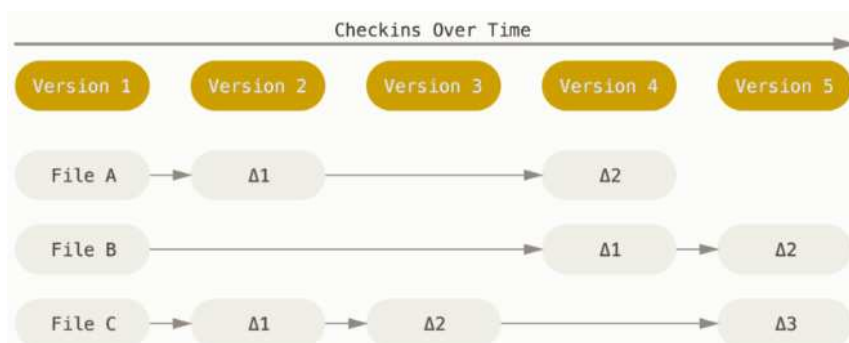 Checkins Over Time
Version 1 Version 2 Version 3 Version 4 Version 5
File A Δ1 Δ2
File B Δ1 Δ2
File C Δ1 Δ2 Δ3